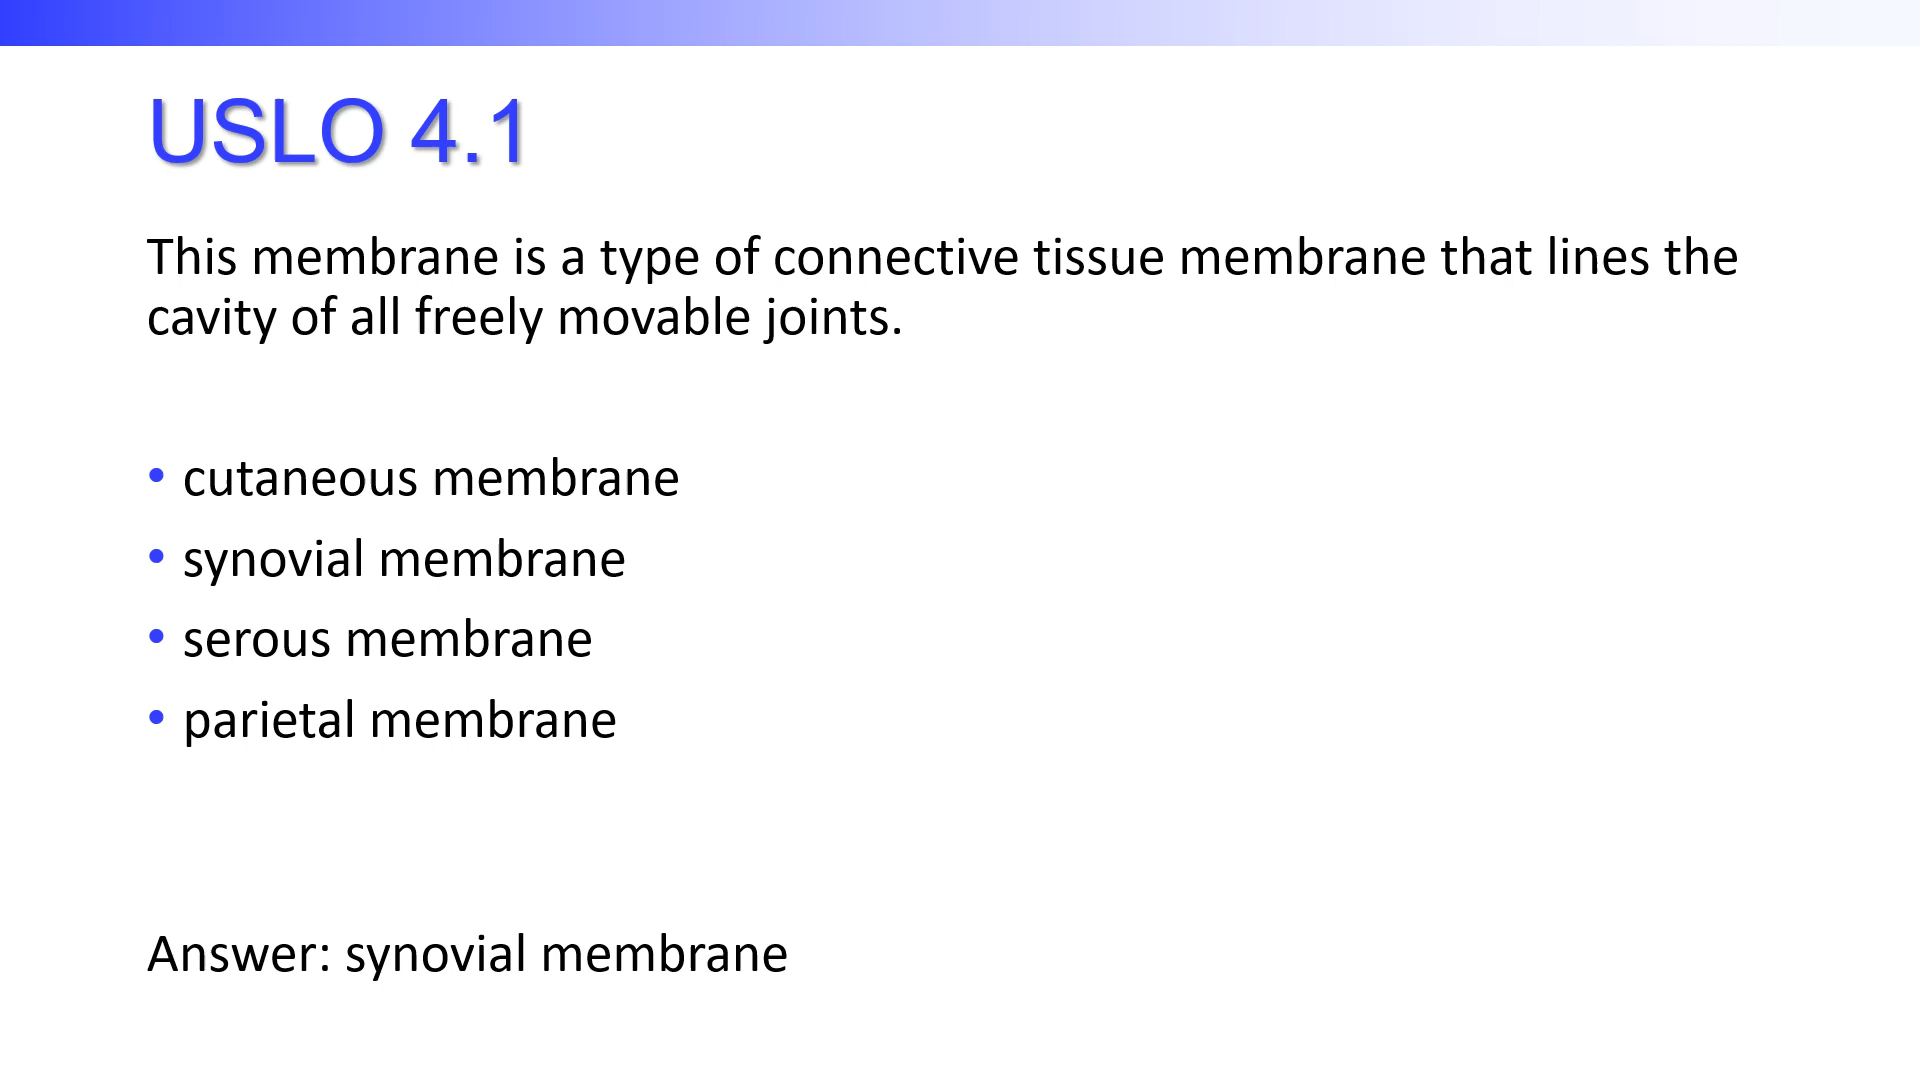 USLO 4.1
This membrane is a type of connective tissue membrane that lines the
cavity of all freely movable joints.
• cutaneous membrane
• synovial membrane
• serous membrane
• parietal membrane
Answer: synovial membrane